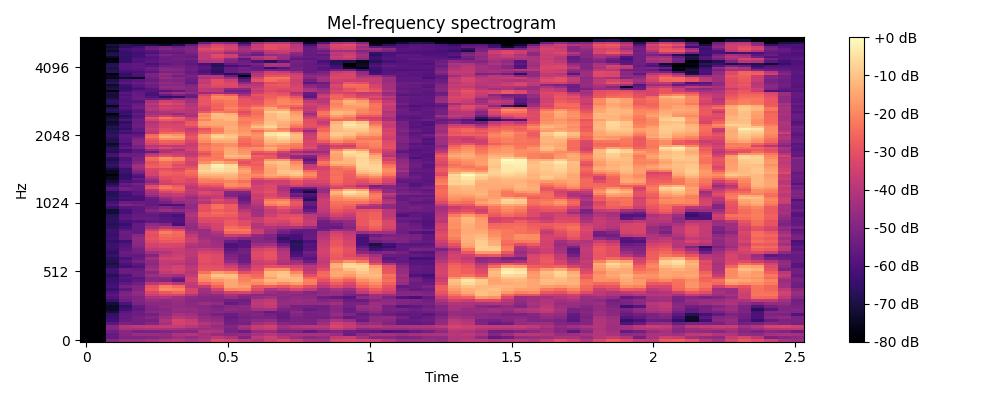 Mel-frequency spectrogram
+0 dB
4096
-10 dB
2048
-20 dB
-30 dB
Hz
1024
-40 dB
-50 dB
512
-60 dB
-70 dB
0
-80 dB
0 0.5 1 1.5 2 2.5
Time